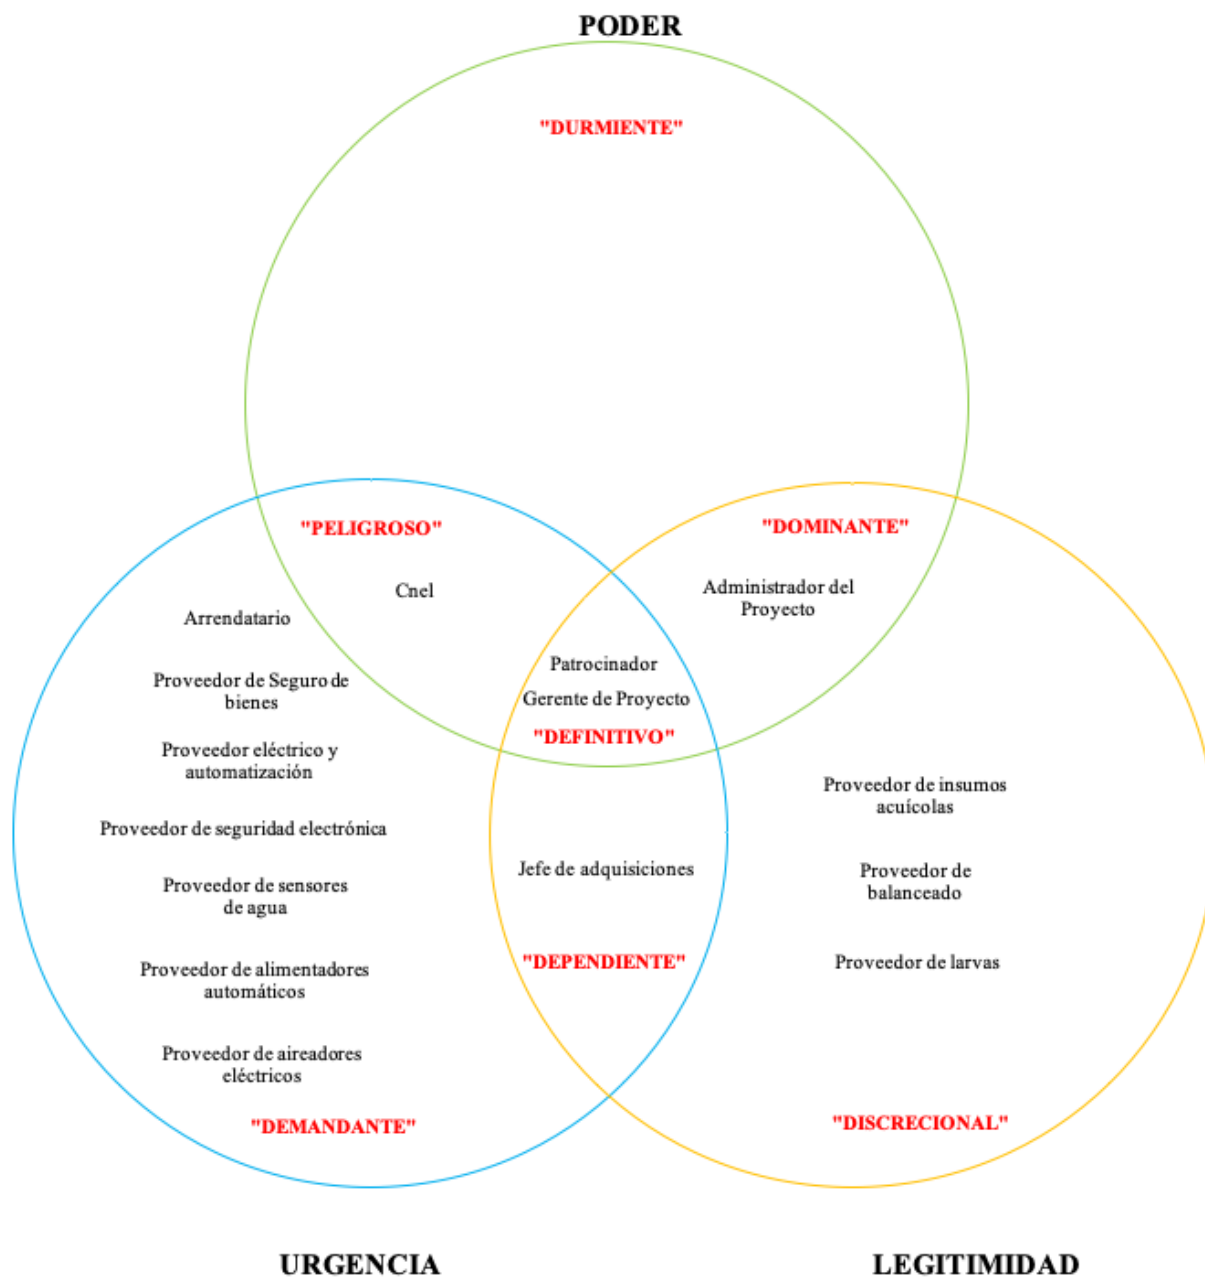 PODER
"DURMIENTE"
"PELIGROSO"
"DOMINANTE"
Cnel
Administrador del
Proyecto
Arrendatario
Patrocinador
Proveedor de Seguro de
bienes
Gerente de Proyecto
"DEFINITIVO"
Proveedor eléctrico y
automatización
Proveedor de insumos
acuícolas
Proveedor de seguridad electrónica
Jefe de adquisiciones
Proveedor de
balanceado
Proveedor de sensores
de agua
"DEPENDIENTE"
Proveedor de larvas
Proveedor de alimentadores
automáticos
Proveedor de aireadores
eléctricos
"DEMANDANTE"
"DISCRECIONAL"
URGENCIA
LEGITIMIDAD